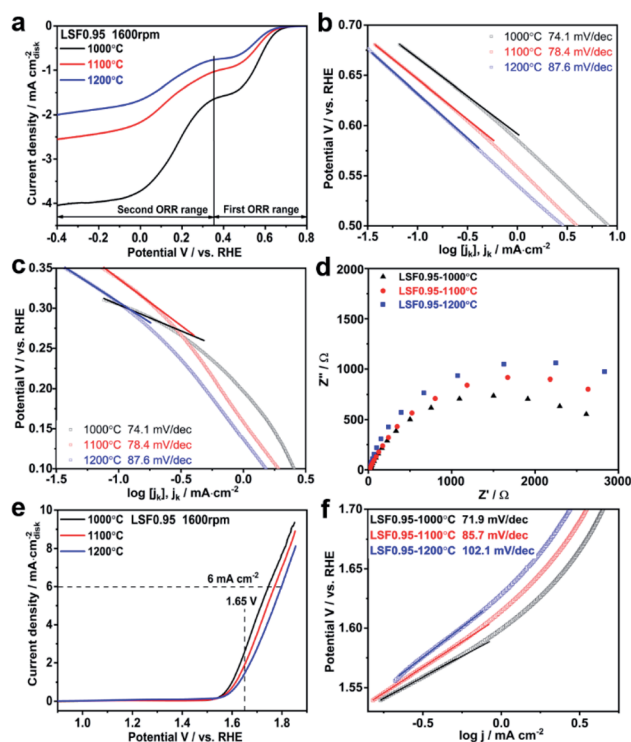 a
LSF0.95 1600rpm
1000°C
1100°C
1200°C
Second ORR range
First ORR range
0
-1
-2
-3
-4
-0.4 -0.2 0.0 0.2 0.4 0.6 0.8
Current density / mA cm⁻²disk
Potential V / vs. RHE
b
1000°C 74.1 mV/dec
1100°C 78.4 mV/dec
1200°C 87.6 mV/dec
0.70
0.65
0.60
0.55
0.50
-1.5 -1.0 -0.5 0.0 0.5 1.0
Potential V / vs. RHE
log [jk], jk / mA·cm⁻²
c
1000°C 74.1 mV/dec
1100°C 78.4 mV/dec
1200°C 87.6 mV/dec
0.35
0.30
0.25
0.20
0.15
0.10
-1.5 -1.0 -0.5 0.0 0.5
Potential V / vs. RHE
log [jk], jk / mA·cm⁻²
d
LSF0.95-1000°C
LSF0.95-1100°C
LSF0.95-1200°C
2000
1500
1000
500
0
0 1000 2000 3000
Z'' / Ω
Z' / Ω
e
1000°C LSF0.95 1600rpm
1100°C
1200°C
6 mA cm⁻²
1.65 V
10
8
6
4
2
0
1.0 1.2 1.4 1.6 1.8
Current density / mA·cm⁻²disk
Potential V / vs. RHE
f
LSF0.95-1000°C 71.9 mV/dec
LSF0.95-1100°C 85.7 mV/dec
LSF0.95-1200°C 102.1 mV/dec
1.70
1.65
1.60
1.55
-0.5 0.0 0.5
Potential V / vs. RHE
log j / mA cm⁻²